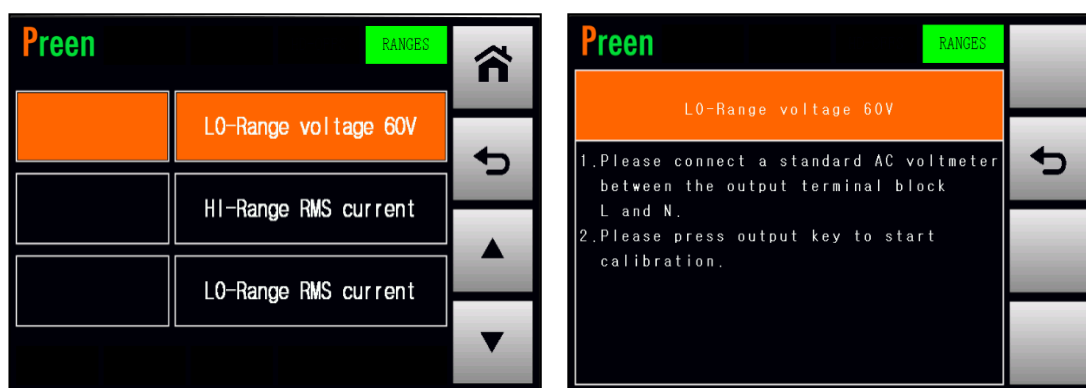 Preen
RANGES
LO-Range voltage 60V
HI-Range RMS current
LO-Range RMS current
Preen
RANGES
LO-Range voltage 60V
1.Please connect a standard AC voltmeter
between the output terminal block
L and N.
2.Please press output key to start
calibration.